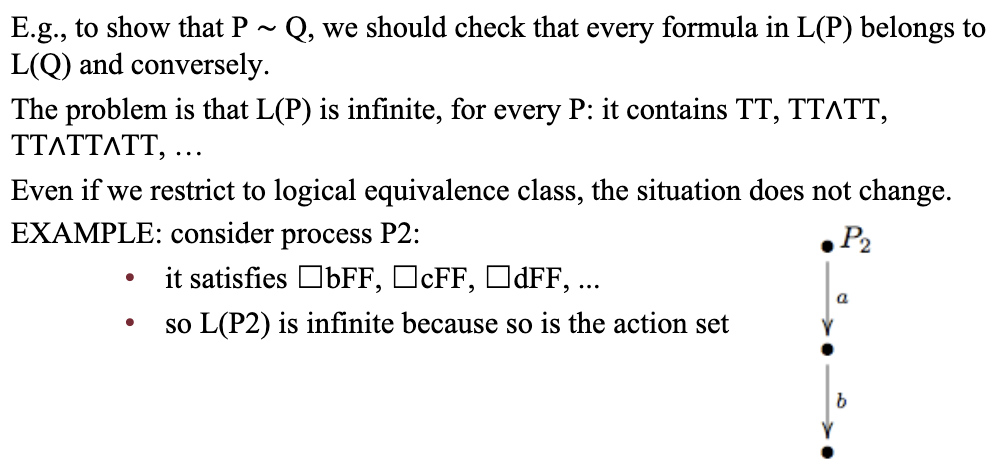 E.g., to show that P ~ Q, we should check that every formula in L(P) belongs to
L(Q) and conversely.
The problem is that L(P) is infinite, for every P: it contains TT, TT∧TT,
TT∧TT∧TT, …
Even if we restrict to logical equivalence class, the situation does not change.
EXAMPLE: consider process P2:
• it satisfies □bFF, □cFF, □dFF, ...
• so L(P2) is infinite because so is the action set
P₂
a
b